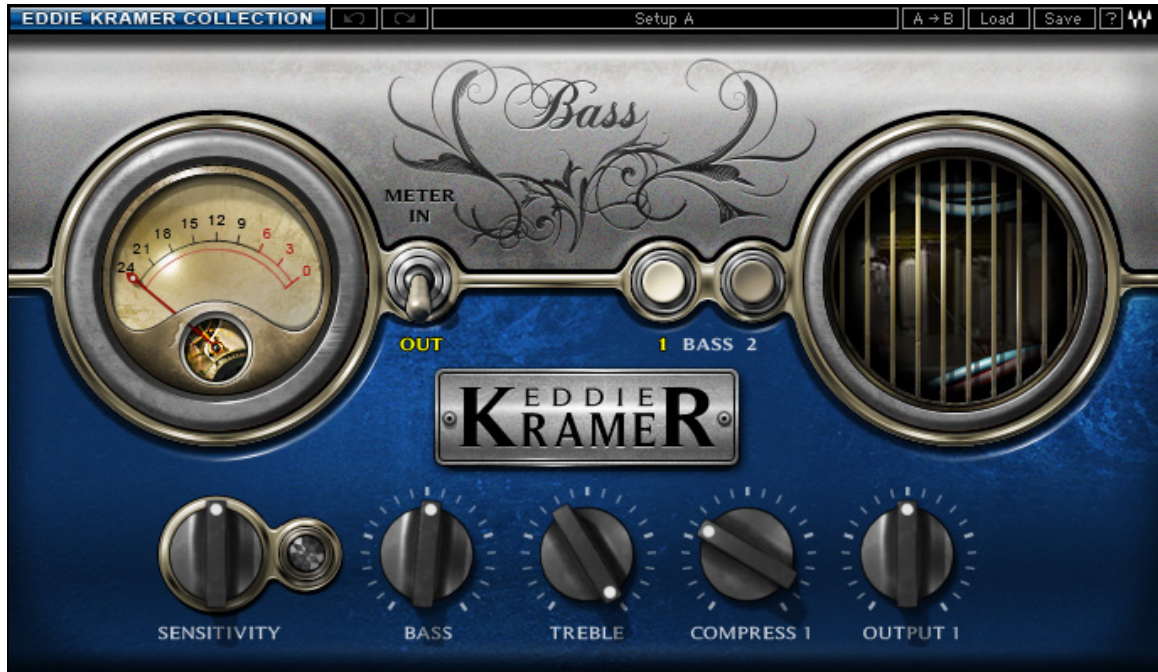 EDDIE KRAMER COLLECTION
Setup A
A→B
Load
Save
?
Bass
METER
IN
24 21 18 15 12 9 6 3 0
OUT
1 BASS 2
EDDIE
KRAMER
SENSITIVITY
BASS
TREBLE
COMPRESS 1
OUTPUT 1